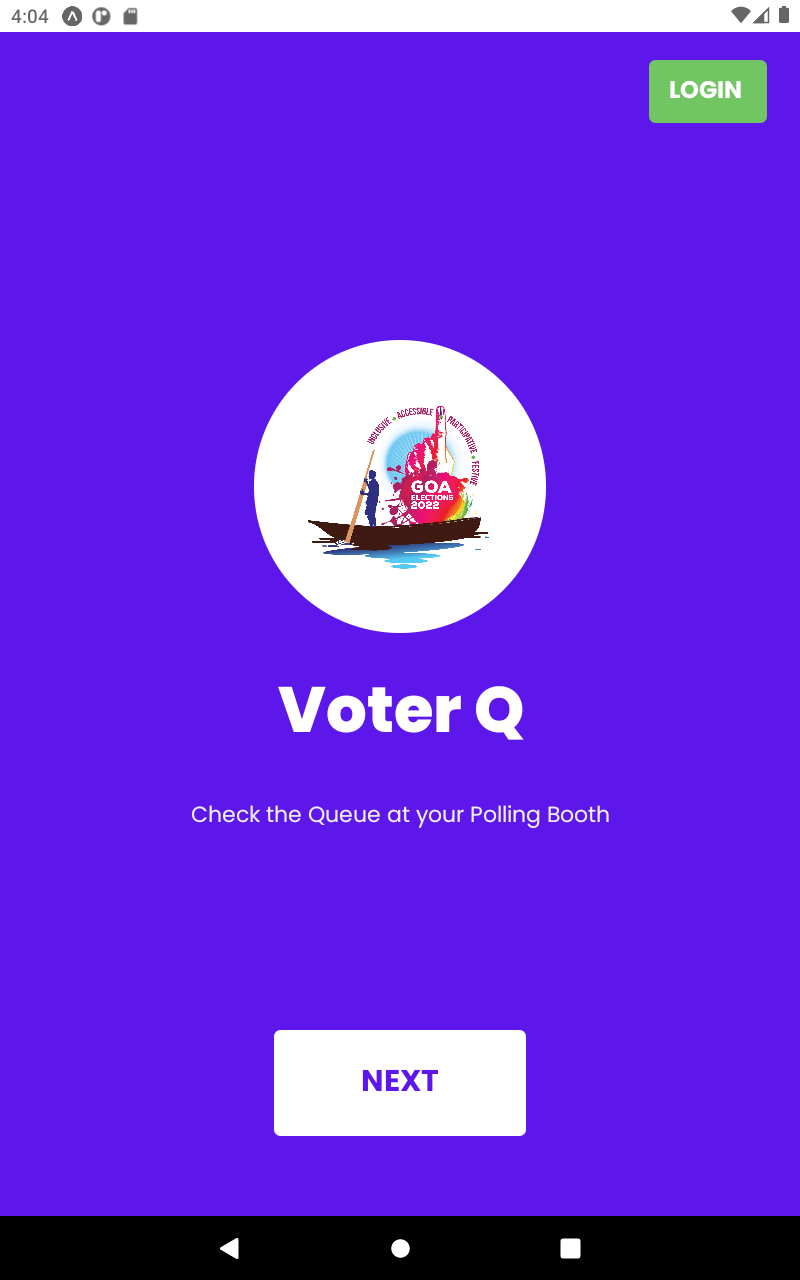 4:04
LOGIN
INCLUSIVE • ACCESSIBLE • PARTICIPATIVE • FESTIVE
GOA
ELECTIONS
2022
Voter Q
Check the Queue at your Polling Booth
NEXT